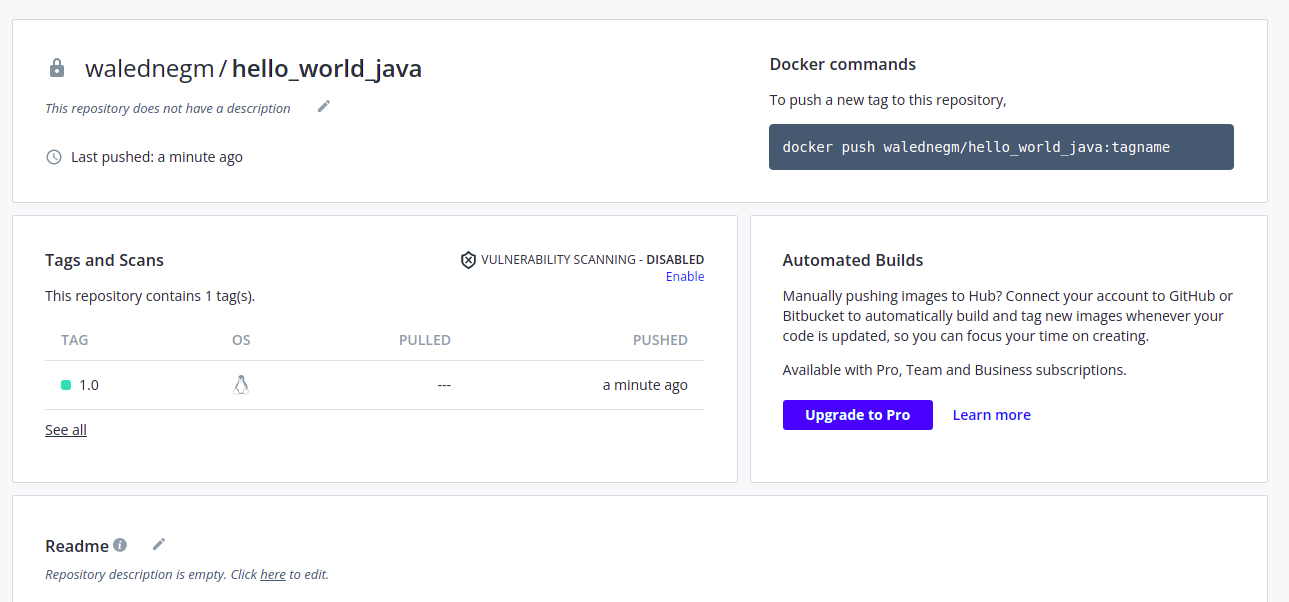 walednegm / hello_world_java
This repository does not have a description
Last pushed: a minute ago
Docker commands
To push a new tag to this repository,
docker push walednegm/hello_world_java:tagname
Tags and Scans
VULNERABILITY SCANNING - DISABLED
Enable
This repository contains 1 tag(s).
TAG OS PULLED PUSHED
1.0 --- a minute ago
See all
Automated Builds
Manually pushing images to Hub? Connect your account to GitHub or
Bitbucket to automatically build and tag new images whenever your
code is updated, so you can focus your time on creating.
Available with Pro, Team and Business subscriptions.
Upgrade to Pro Learn more
Readme
Repository description is empty. Click here to edit.